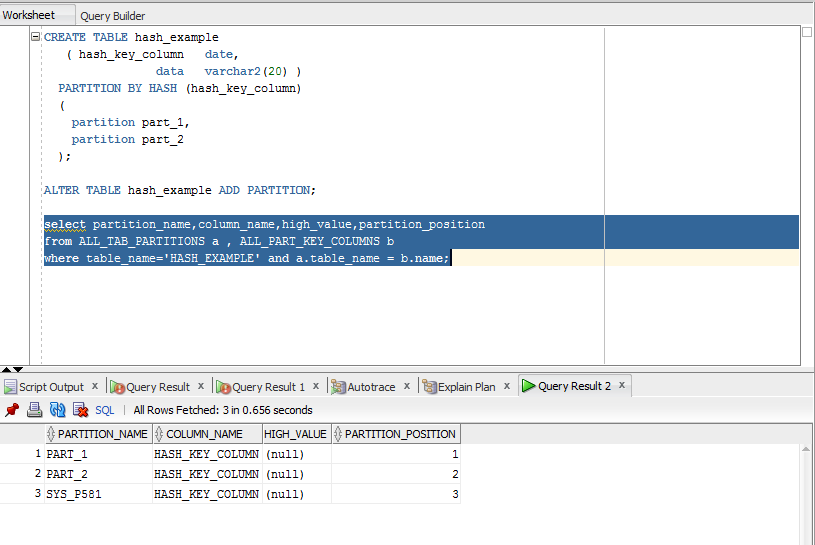 Worksheet Query Builder
CREATE TABLE hash_example
( hash_key_column date,
data varchar2(20) )
PARTITION BY HASH (hash_key_column)
(
partition part_1,
partition part_2
);
ALTER TABLE hash_example ADD PARTITION;
select partition_name,column_name,high_value,partition_position
from ALL_TAB_PARTITIONS a , ALL_PART_KEY_COLUMNS b
where table_name='HASH_EXAMPLE' and a.table_name = b.name;
Script Output x Query Result x Query Result 1 x Autotrace x Explain Plan x Query Result 2 x
SQL | All Rows Fetched: 3 in 0.656 seconds
PARTITION_NAME COLUMN_NAME HIGH_VALUE PARTITION_POSITION
1 PART_1 HASH_KEY_COLUMN (null) 1
2 PART_2 HASH_KEY_COLUMN (null) 2
3 SYS_P581 HASH_KEY_COLUMN (null) 3